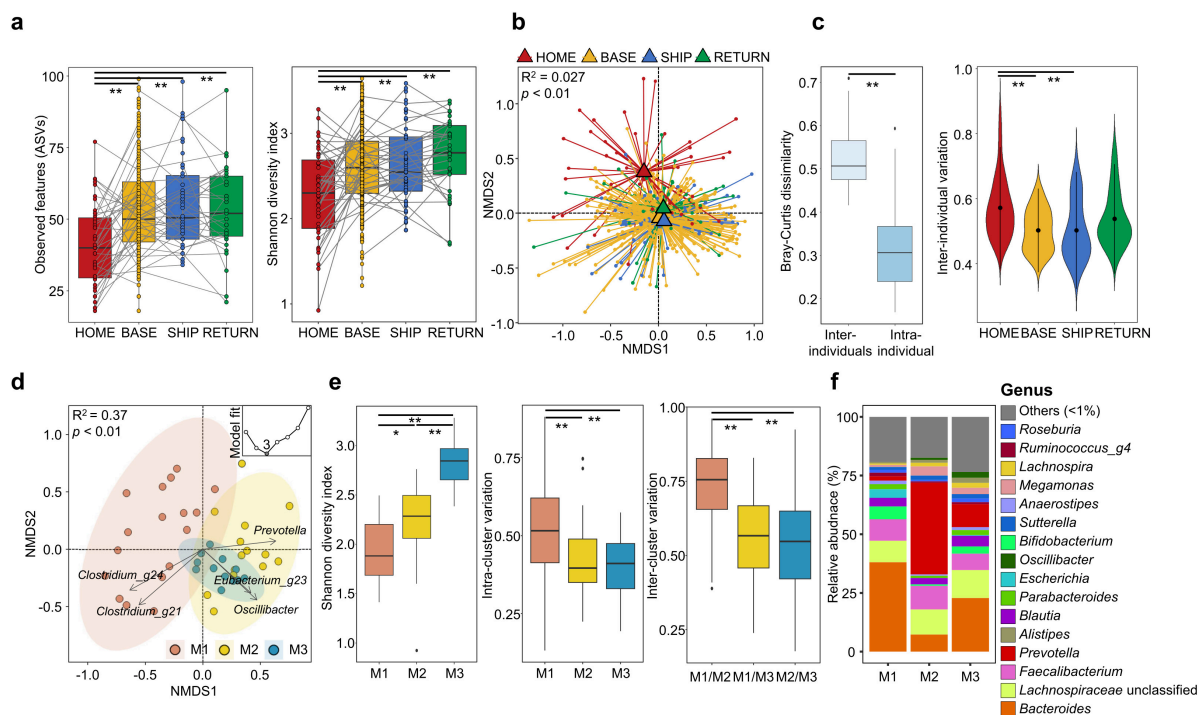 a
Observed features (ASVs)
100
75
50
25
**
**
**
HOME BASE SHIP RETURN
Shannon diversity index
3
2
1
**
**
**
HOME BASE SHIP RETURN
b
HOME BASE SHIP RETURN
R² = 0.027
p < 0.01
NMDS2
1.0
0.5
0.0
-0.5
-1.0
-1.0 -0.5 0.0 0.5 1.0
NMDS1
c
Bray-Curtis dissimilarity
0.7
0.6
0.5
0.4
0.3
0.2
**
Inter-
individuals
Intra-
individual
Inter-individual variation
1.0
0.8
0.6
0.4
** **
HOME BASE SHIP RETURN
d
R² = 0.37
p < 0.01
Model fit
3
NMDS2
1.0
0.5
0.0
-0.5
Prevotella
Clostridium_g24
Eubacterium_g23
Clostridium_g21
Oscillibacter
M1 M2 M3
-1.0 -0.5 0.0 0.5
NMDS1
e
Shannon diversity index
3.0
2.5
2.0
1.5
1.0
**
* **
M1 M2 M3
Intra-cluster variation
0.75
0.50
0.25
** **
M1 M2 M3
Inter-cluster variation
1.00
0.75
0.50
0.25
** **
M1/M2 M1/M3 M2/M3
f
Relative abudnace (%)
100
75
50
25
0
M1 M2 M3
Genus
Others (<1%)
Roseburia
Ruminococcus_g4
Lachnospira
Megamonas
Anaerostipes
Sutterella
Bifidobacterium
Oscillibacter
Escherichia
Parabacteroides
Blautia
Alistipes
Prevotella
Faecalibacterium
Lachnospiraceae unclassified
Bacteroides